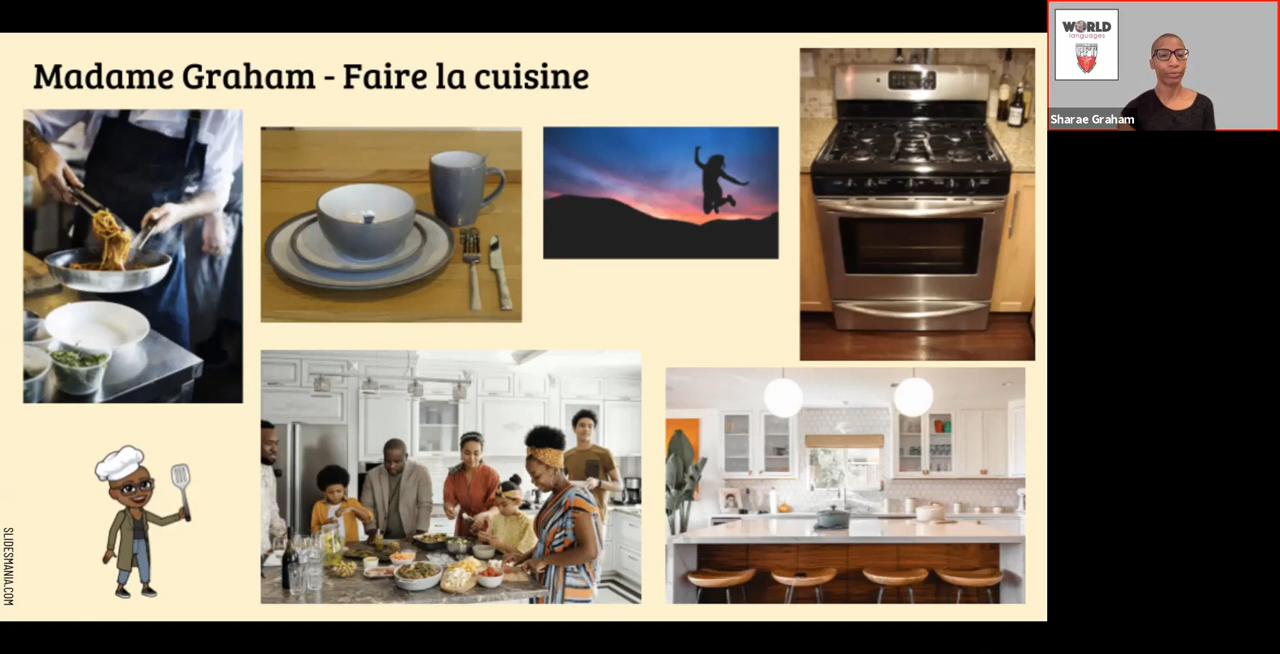 Madame Graham - Faire la cuisine
WORLD
languages
Sharae Graham
SLIDESMANIA.COM